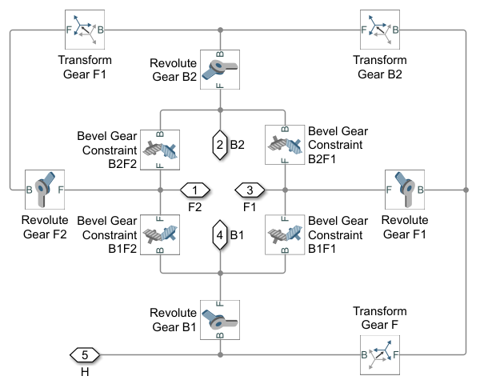 F B
Transform
Gear F1
F B
Transform
Gear B2
Revolute
Gear B2
B
F
Bevel Gear
Constraint
B2F2
B
F
2 B2
B
F
Bevel Gear
Constraint
B2F1
B F
Revolute
Gear F2
1
F2
3
F1
F B
Revolute
Gear F1
Bevel Gear
Constraint
B1F2
F
B
4 B1
F
B
Bevel Gear
Constraint
B1F1
Revolute
Gear B1
F
B
Transform
Gear F
B F
5
H